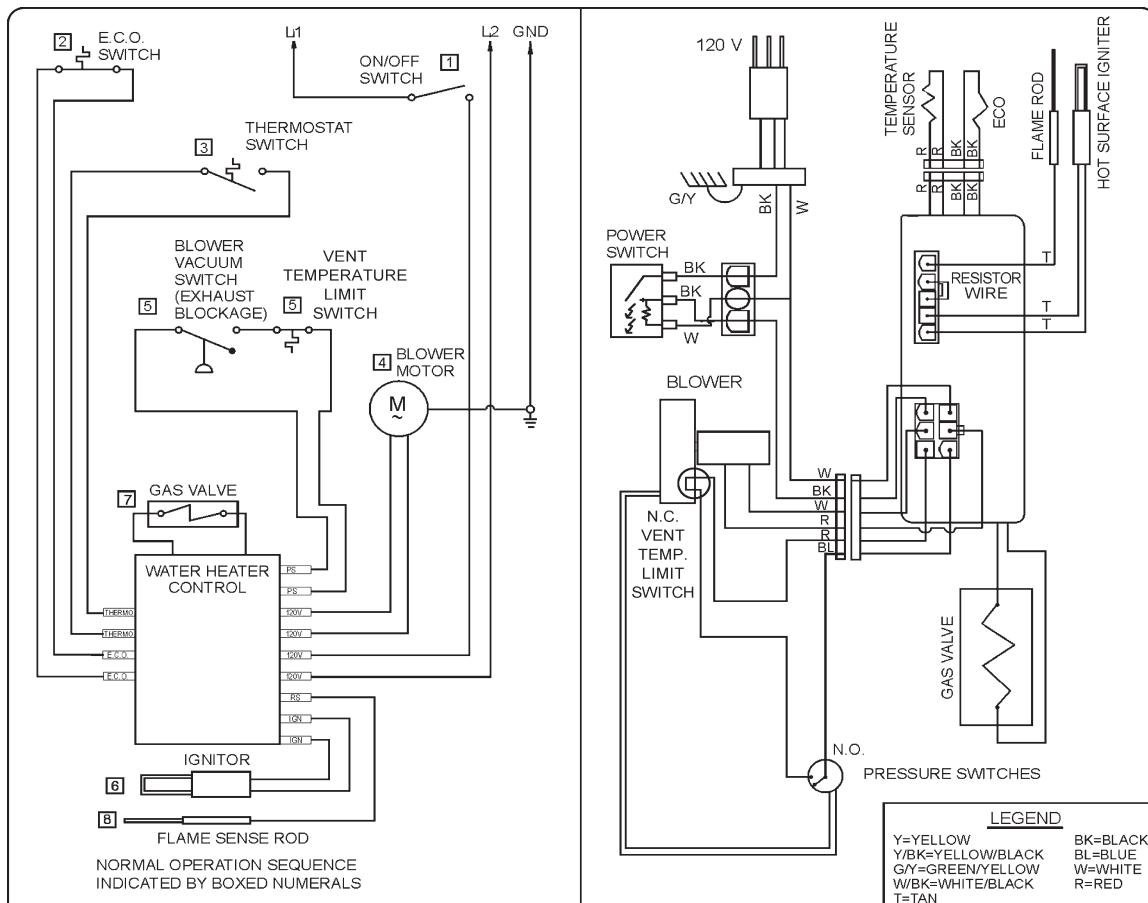 2
E.C.O.
SWITCH
L1
L2
GND
ON/OFF
SWITCH
1
THERMOSTAT
SWITCH
3
BLOWER
VACUUM
SWITCH
(EXHAUST
BLOCKAGE)
VENT
TEMPERATURE
LIMIT
SWITCH
5
5
4
BLOWER
MOTOR
M
~
7
GAS VALVE
WATER HEATER
CONTROL
PS
PS
THERMO.
120V
THERMO.
120V
E.C.O.
120V
E.C.O.
120V
RS
IGN
IGN
IGNITOR
6
8
FLAME SENSE ROD
NORMAL OPERATION SEQUENCE
INDICATED BY BOXED NUMERALS
120 V
G/Y
BK
W
POWER
SWITCH
BK
BK
W
TEMPERATURE
SENSOR
ECO
FLAME ROD
HOT SURFACE IGNITER
R
R
BK
BK
R
R
BK
BK
T
RESISTOR
WIRE
T
T
BLOWER
W
BK
W
R
R
BL
N.C.
VENT
TEMP.
LIMIT
SWITCH
GAS VALVE
N.O.
PRESSURE SWITCHES
LEGEND
Y=YELLOW BK=BLACK
Y/BK=YELLOW/BLACK BL=BLUE
G/Y=GREEN/YELLOW W=WHITE
W/BK=WHITE/BLACK R=RED
T=TAN